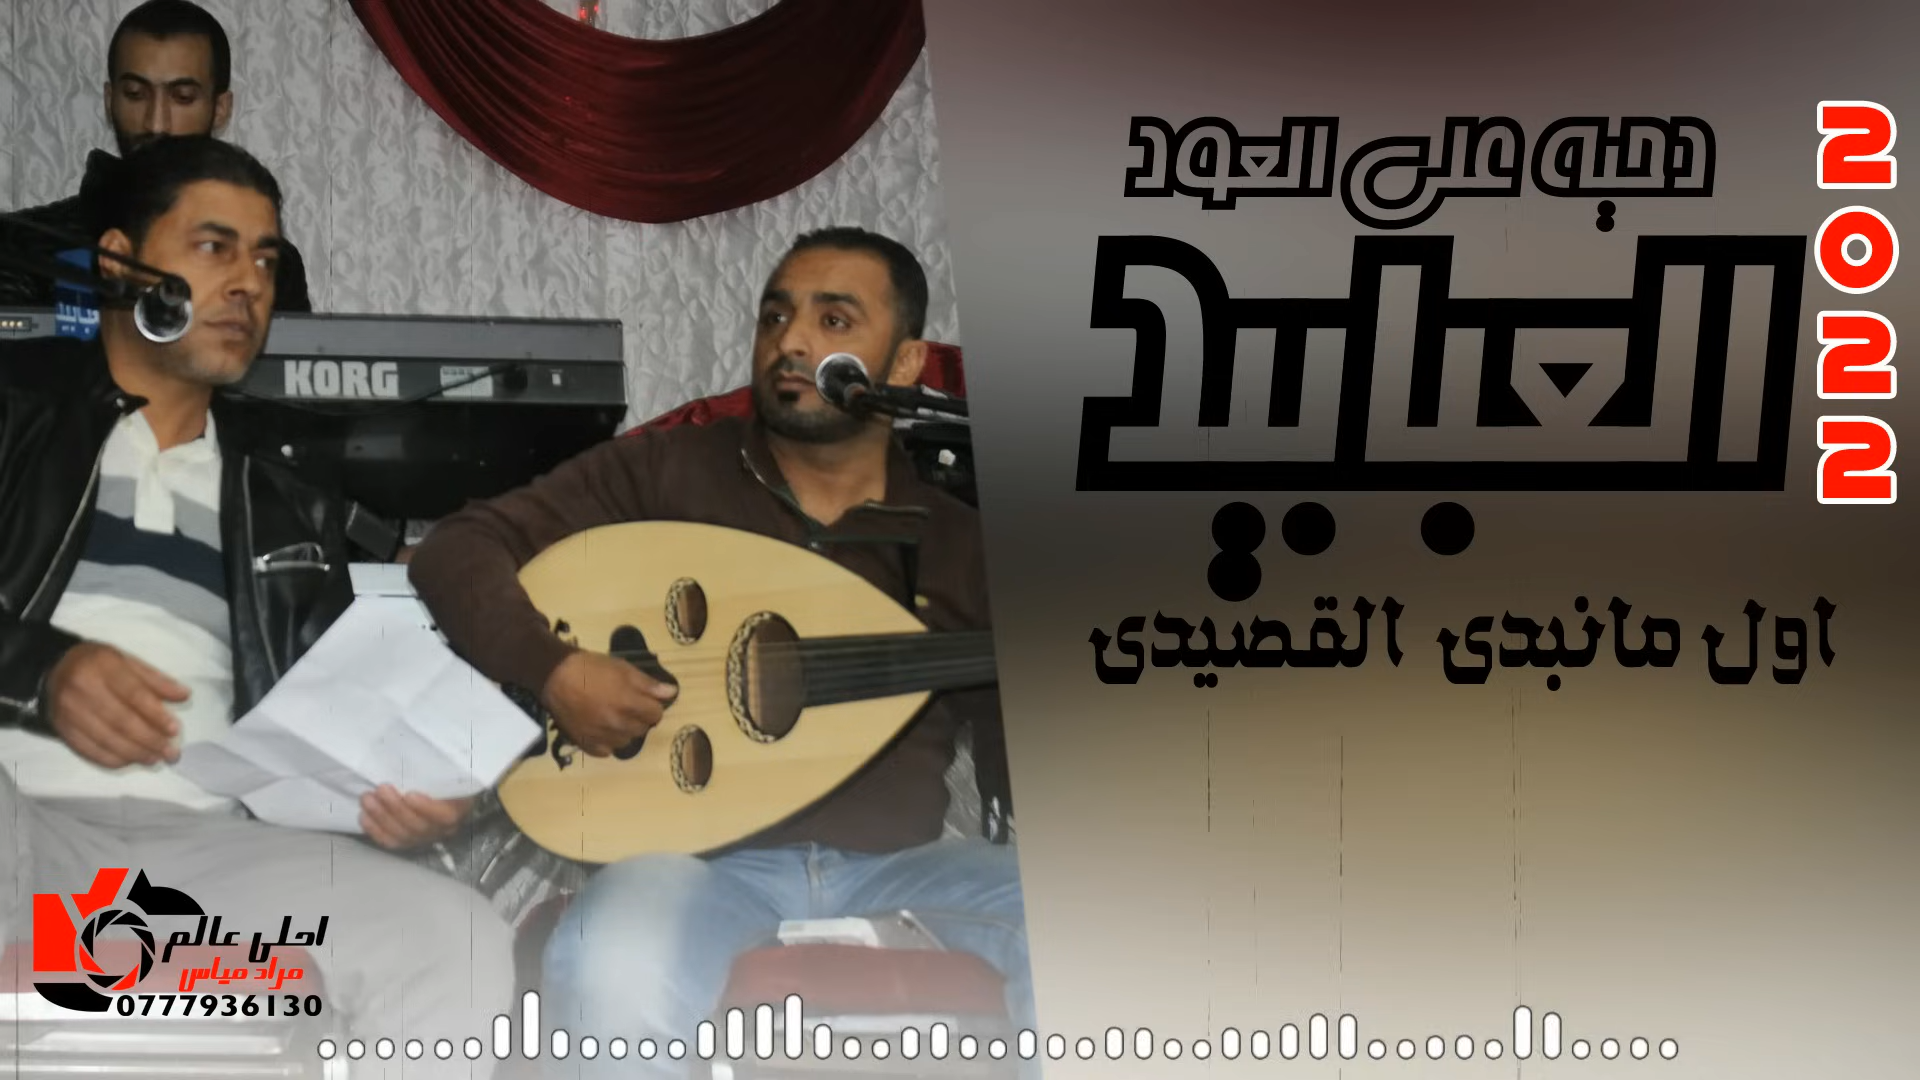 دحيه على العود
العبابيد
اول مانبدى القصيدى
2022
KORG
احلى عالم
مراد مياس
0777936130